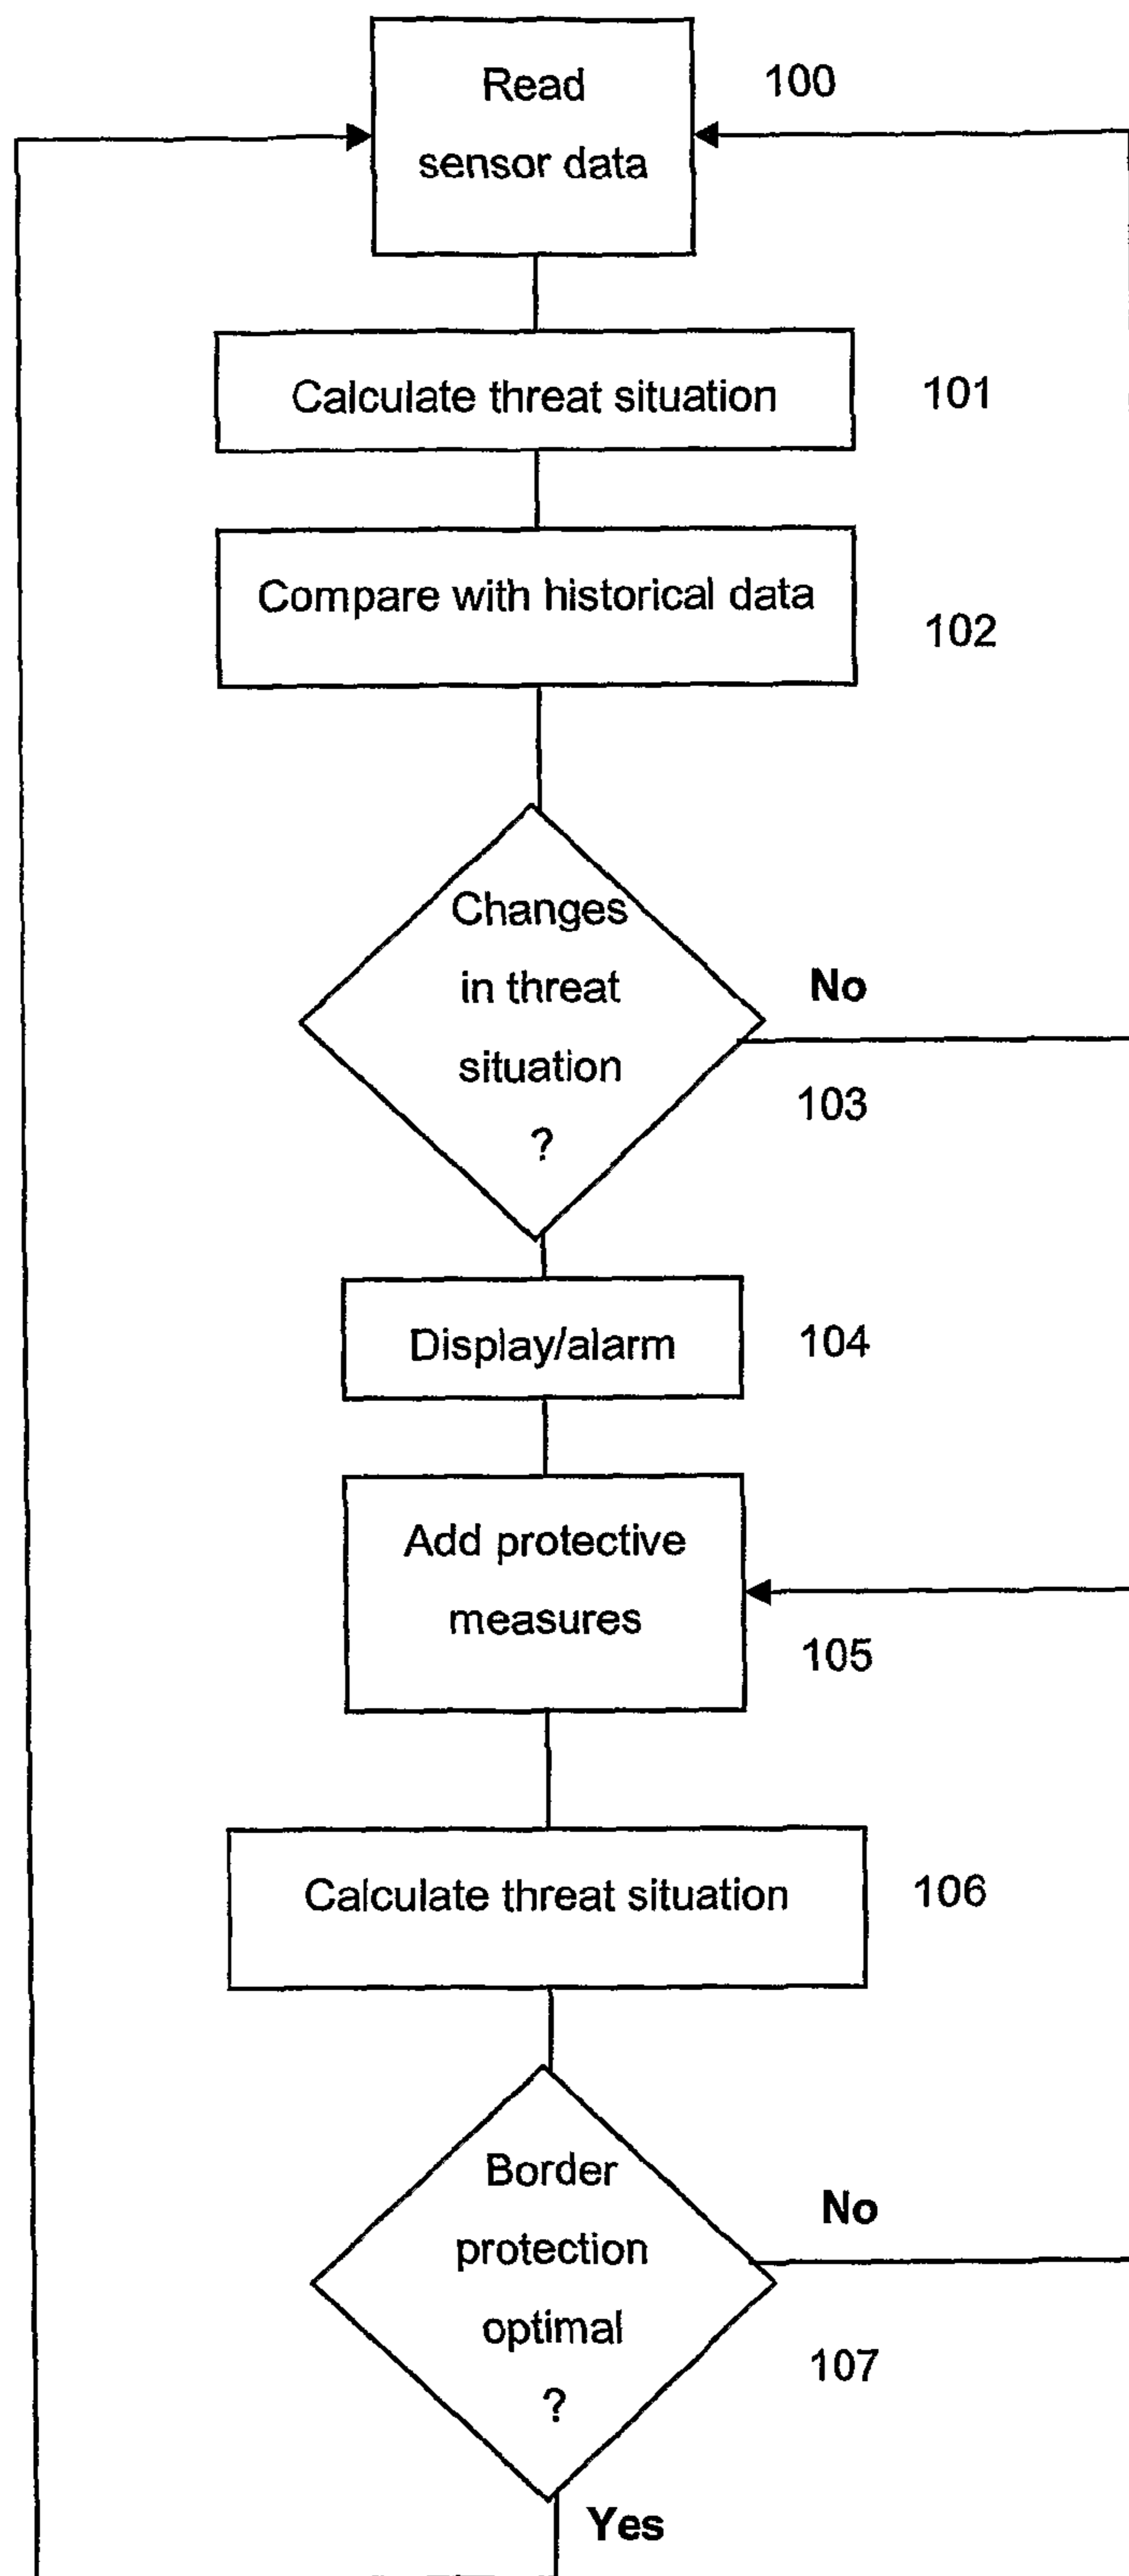 Read
sensor data
100
Calculate threat situation
101
Compare with historical data
102
Changes
in threat
situation
?
No
103
Display/alarm
104
Add protective
measures
105
Calculate threat situation
106
Border
protection
optimal
?
No
107
Yes